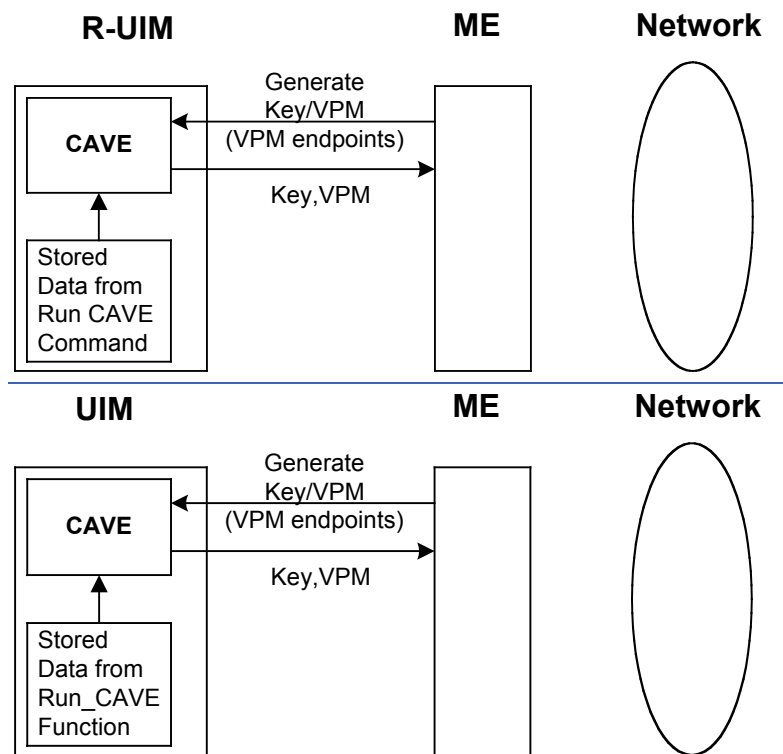 R-UIM
ME
Network
Generate
Key/VPM
(VPM endpoints)
CAVE
Key,VPM
Stored
Data from
Run CAVE
Command
UIM
ME
Network
Generate
Key/VPM
(VPM endpoints)
CAVE
Key,VPM
Stored
Data from
Run_CAVE
Function